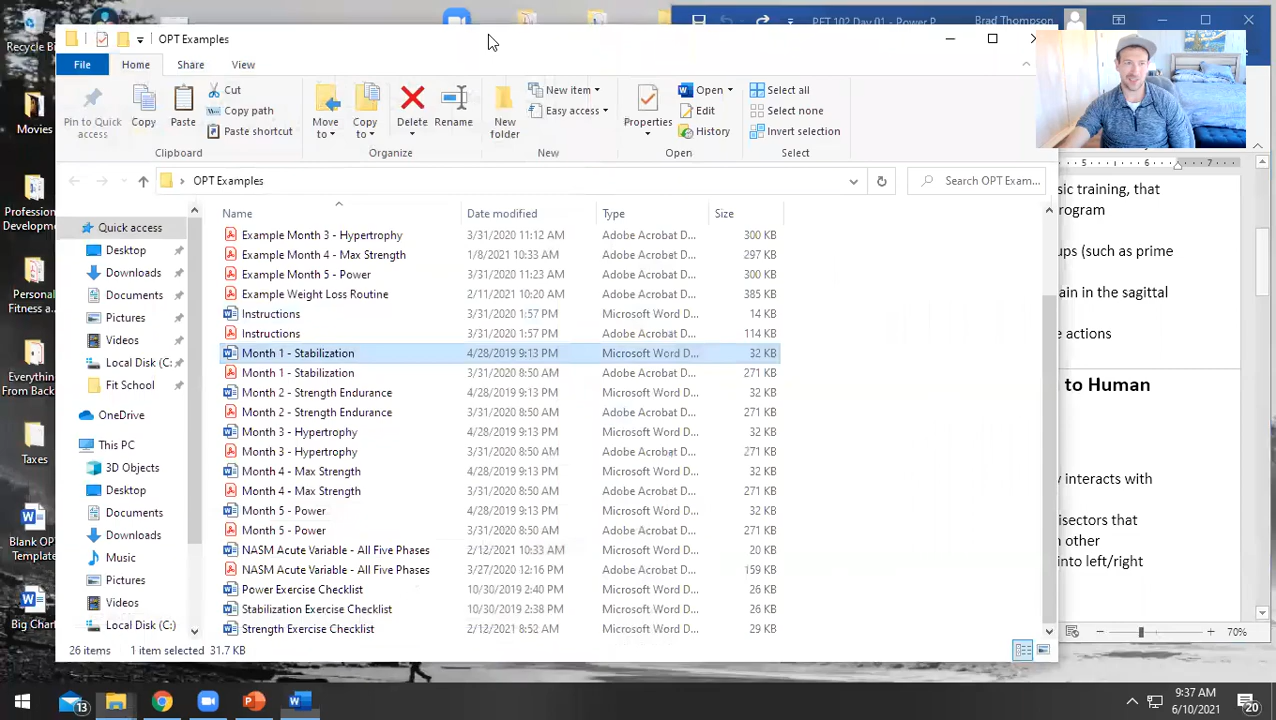 Recycle Bin
Movies
Professional
Developm...
Personal
Fitness a...
Everything
From Back...
Taxes
Blank OPT
Template
Big Chart
PFT 102 Day 01 - Power P...
Brad Thompson
OPT Examples
File Home Share View
Pin to Quick access
Copy
Paste
Cut
Copy path
Paste shortcut
Clipboard
Move to
Copy to
Delete
Rename
Organize
New folder
New item
Easy access
New
Properties
Open
Edit
History
Open
Select all
Select none
Invert selection
Select
OPT Examples
Search OPT Exam...
Quick access
Desktop
Downloads
Documents
Pictures
Videos
Local Disk (C:
Fit School
OneDrive
This PC
3D Objects
Desktop
Documents
Downloads
Music
Pictures
Videos
Local Disk (C:)
Name Date modified Type Size
Example Month 3 - Hypertrophy 3/31/2020 11:12 AM Adobe Acrobat D... 300 KB
Example Month 4 - Max Strength 1/8/2021 10:33 AM Adobe Acrobat D... 297 KB
Example Month 5 - Power 3/31/2020 11:23 AM Adobe Acrobat D... 300 KB
Example Weight Loss Routine 2/11/2021 10:20 AM Adobe Acrobat D... 385 KB
Instructions 3/31/2020 1:57 PM Microsoft Word D... 14 KB
Instructions 3/31/2020 1:57 PM Adobe Acrobat D... 114 KB
Month 1 - Stabilization 4/28/2019 9:13 PM Microsoft Word D... 32 KB
Month 1 - Stabilization 3/31/2020 8:50 AM Adobe Acrobat D... 271 KB
Month 2 - Strength Endurance 4/28/2019 9:13 PM Microsoft Word D... 32 KB
Month 2 - Strength Endurance 3/31/2020 8:50 AM Adobe Acrobat D... 271 KB
Month 3 - Hypertrophy 4/28/2019 9:13 PM Microsoft Word D... 32 KB
Month 3 - Hypertrophy 3/31/2020 8:50 AM Adobe Acrobat D... 271 KB
Month 4 - Max Strength 4/28/2019 9:13 PM Microsoft Word D... 32 KB
Month 4 - Max Strength 3/31/2020 8:50 AM Adobe Acrobat D... 271 KB
Month 5 - Power 4/28/2019 9:13 PM Microsoft Word D... 32 KB
Month 5 - Power 3/31/2020 8:50 AM Adobe Acrobat D... 271 KB
NASM Acute Variable - All Five Phases 2/12/2021 10:33 AM Microsoft Word D... 20 KB
NASM Acute Variable - All Five Phases 3/27/2020 12:16 PM Adobe Acrobat D... 159 KB
Power Exercise Checklist 10/30/2019 2:40 PM Microsoft Word D... 26 KB
Stabilization Exercise Checklist 10/30/2019 2:38 PM Microsoft Word D... 26 KB
Strength Exercise Checklist 2/12/2021 8:52 AM Microsoft Word D... 29 KB
26 items 1 item selected 31.7 KB
5 6 7
sic training, that
rogram
ups (such as prime
ain in the sagittal
e actions
to Human
y interacts with
isectors that
h other
into left/right
70%
13
9:37 AM
6/10/2021
20